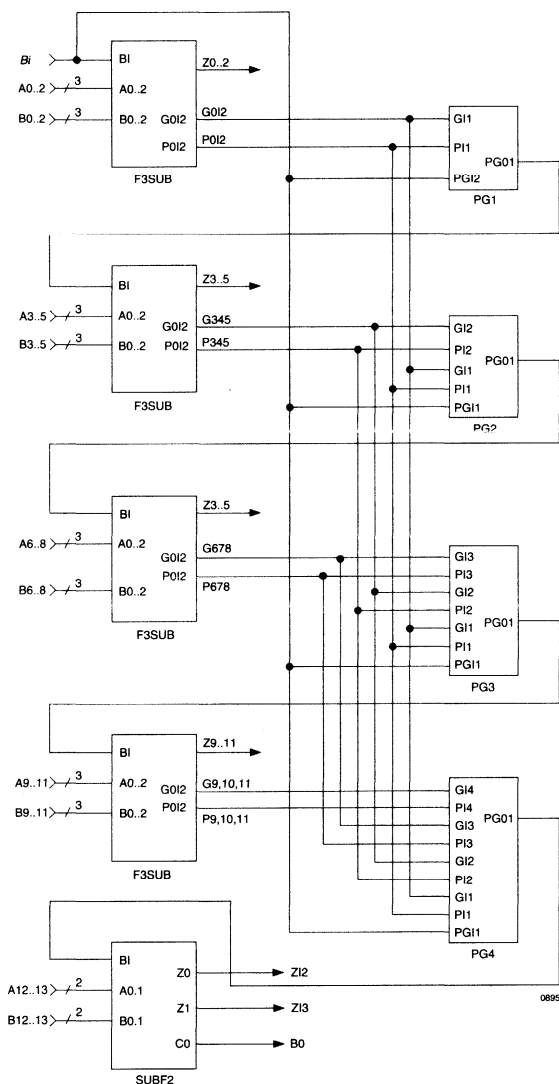 Bi
BI
Z0..2
A0..2
3
A0..2
B0..2
3
B0..2
G0I2
G0I2
P0I2
P0I2
F3SUB
GI1
PI1
PG01
PGI2
PG1
BI
Z3..5
A3..5
3
A0..2
B3..5
3
B0..2
G0I2
G345
P0I2
P345
F3SUB
GI2
PI2
PG01
GI1
PI1
PGI1
PG2
BI
Z3..5
A6..8
3
A0..2
G0I2
G678
P0I2
P678
B6..8
3
B0..2
F3SUB
GI3
PI3
GI2
PI2
PG01
GI1
PI1
PGI1
PG3
BI
Z9..11
A9..11
3
A0..2
G0I2
G9,10,11
B9..11
3
B0..2
P0I2
P9,10,11
F3SUB
GI4
PI4
PG01
GI3
PI3
GI2
PI2
GI1
PI1
PGI1
PG4
BI
Z0
ZI2
A12..13
2
A0.1
B12..13
2
B0.1
Z1
ZI3
C0
B0
SUBF2
0895